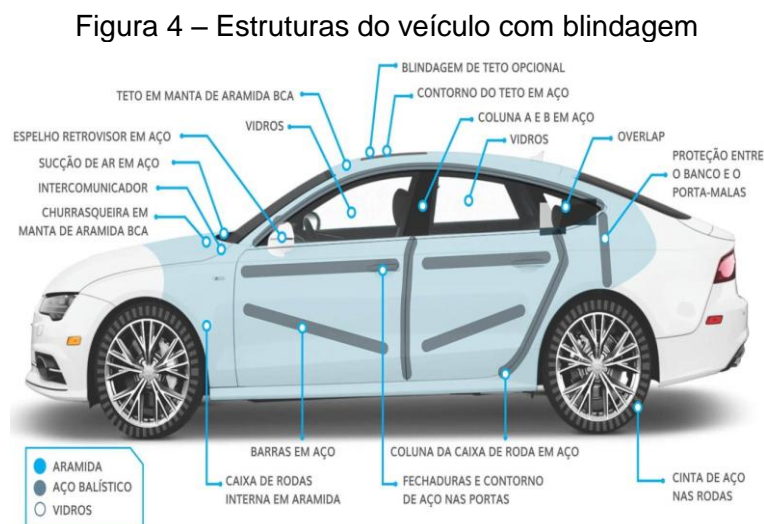 Figura 4 – Estruturas do veículo com blindagem
BLINDAGEM DE TETO OPCIONAL
TETO EM MANTA DE ARAMIDA BCA
CONTORNO DO TETO EM AÇO
VIDROS
COLUNA A E B EM AÇO
ESPELHO RETROVISOR EM AÇO
VIDROS
OVERLAP
SUCÇÃO DE AR EM AÇO
PROTEÇÃO ENTRE
O BANCO E O
PORTA-MALAS
INTERCOMUNICADOR
CHURRASQUEIRA EM
MANTA DE ARAMIDA BCA
BARRAS EM AÇO
COLUNA DA CAIXA DE RODA EM AÇO
CAIXA DE RODAS
INTERNA EM ARAMIDA
FECHADURAS E CONTORNO
DE AÇO NAS PORTAS
CINTA DE AÇO
NAS RODAS
ARAMIDA
AÇO BALÍSTICO
VIDROS